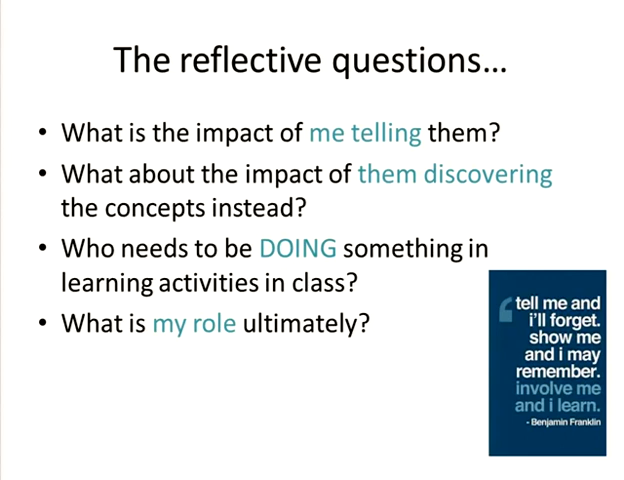 The reflective questions...
• What is the impact of me telling them?
• What about the impact of them discovering
the concepts instead?
• Who needs to be DOING something in
learning activities in class?
• What is my role ultimately?
‘ tell me and
i'll forget.
show me
and i may
remember.
involve me
and i learn.
- Benjamin Franklin